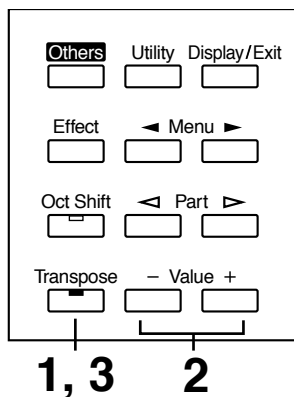 Others Utility Display/Exit
Effect ◄ Menu ►
Oct Shift ◅ Part ▻
Transpose − Value +
1, 3 2